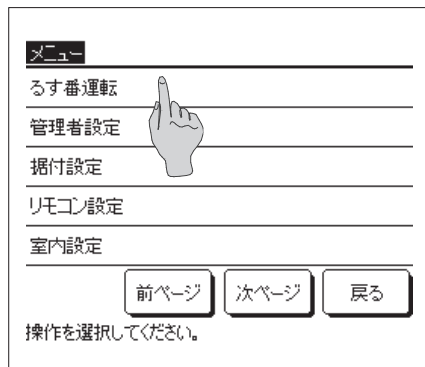 メニュー
るす番運転
管理者設定
据付設定
リモコン設定
室内設定
前ページ 次ページ 戻る
操作を選択してください。